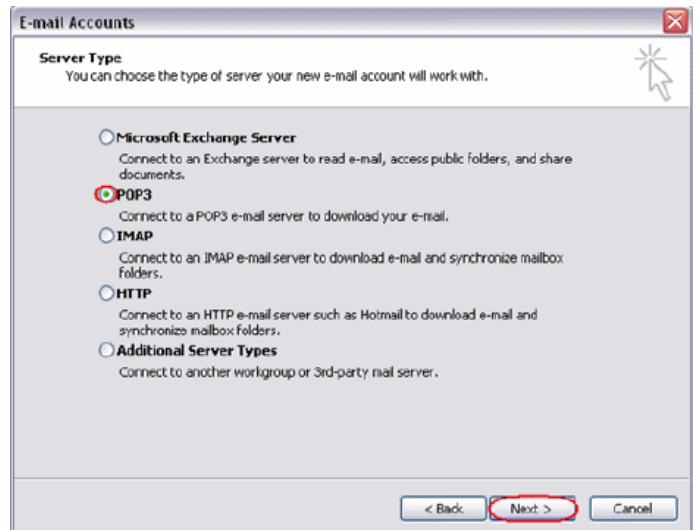 E-mail Accounts
Server Type
You can choose the type of server your new e-mail account will work with.
Microsoft Exchange Server
Connect to an Exchange server to read e-mail, access public folders, and share
documents.
POP3
Connect to a POP3 e-mail server to download your e-mail.
IMAP
Connect to an IMAP e-mail server to download e-mail and synchronize mailbox
folders.
HTTP
Connect to an HTTP e-mail server such as Hotmail to download e-mail and
synchronize mailbox folders.
Additional Server Types
Connect to another workgroup or 3rd-party mail server.
< Back Next > Cancel